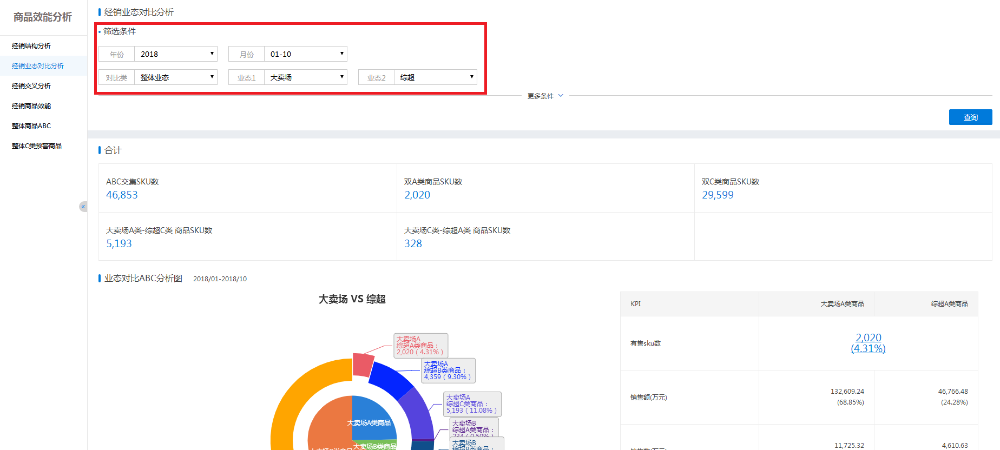 商品效能分析
经销结构分析
经销业态对比分析
经销交叉分析
经销商品效能
整体商品ABC
整体C类预警商品
经销业态对比分析
筛选条件
年份 2018 月份 01-10
对比类 整体业态 业态1 大卖场 业态2 综超
更多条件
查询
合计
ABC交集SKU数
46,853
双A类商品SKU数
2,020
双C类商品SKU数
29,599
大卖场A类-综超C类 商品SKU数
5,193
大卖场C类-综超A类 商品SKU数
328
业态对比ABC分析图 2018/01-2018/10
大卖场 VS 综超
大卖场A
综超A类商品：
2,020（4.31%）
大卖场A
综超B类商品：
4,359（9.30%）
大卖场A
综超C类商品：
5,193（11.08%）
大卖场B
综超A类商品：
234（0.50%）
大卖场B
综超B类商品：
大卖场A类商品
大卖场B类商品
KPI 大卖场A类商品 综超A类商品
有售sku数 2,020
(4.31%)
销售额(万元) 132,609.24 46,766.48
(68.85%) (24.28%)
11,725.32 4,610.63